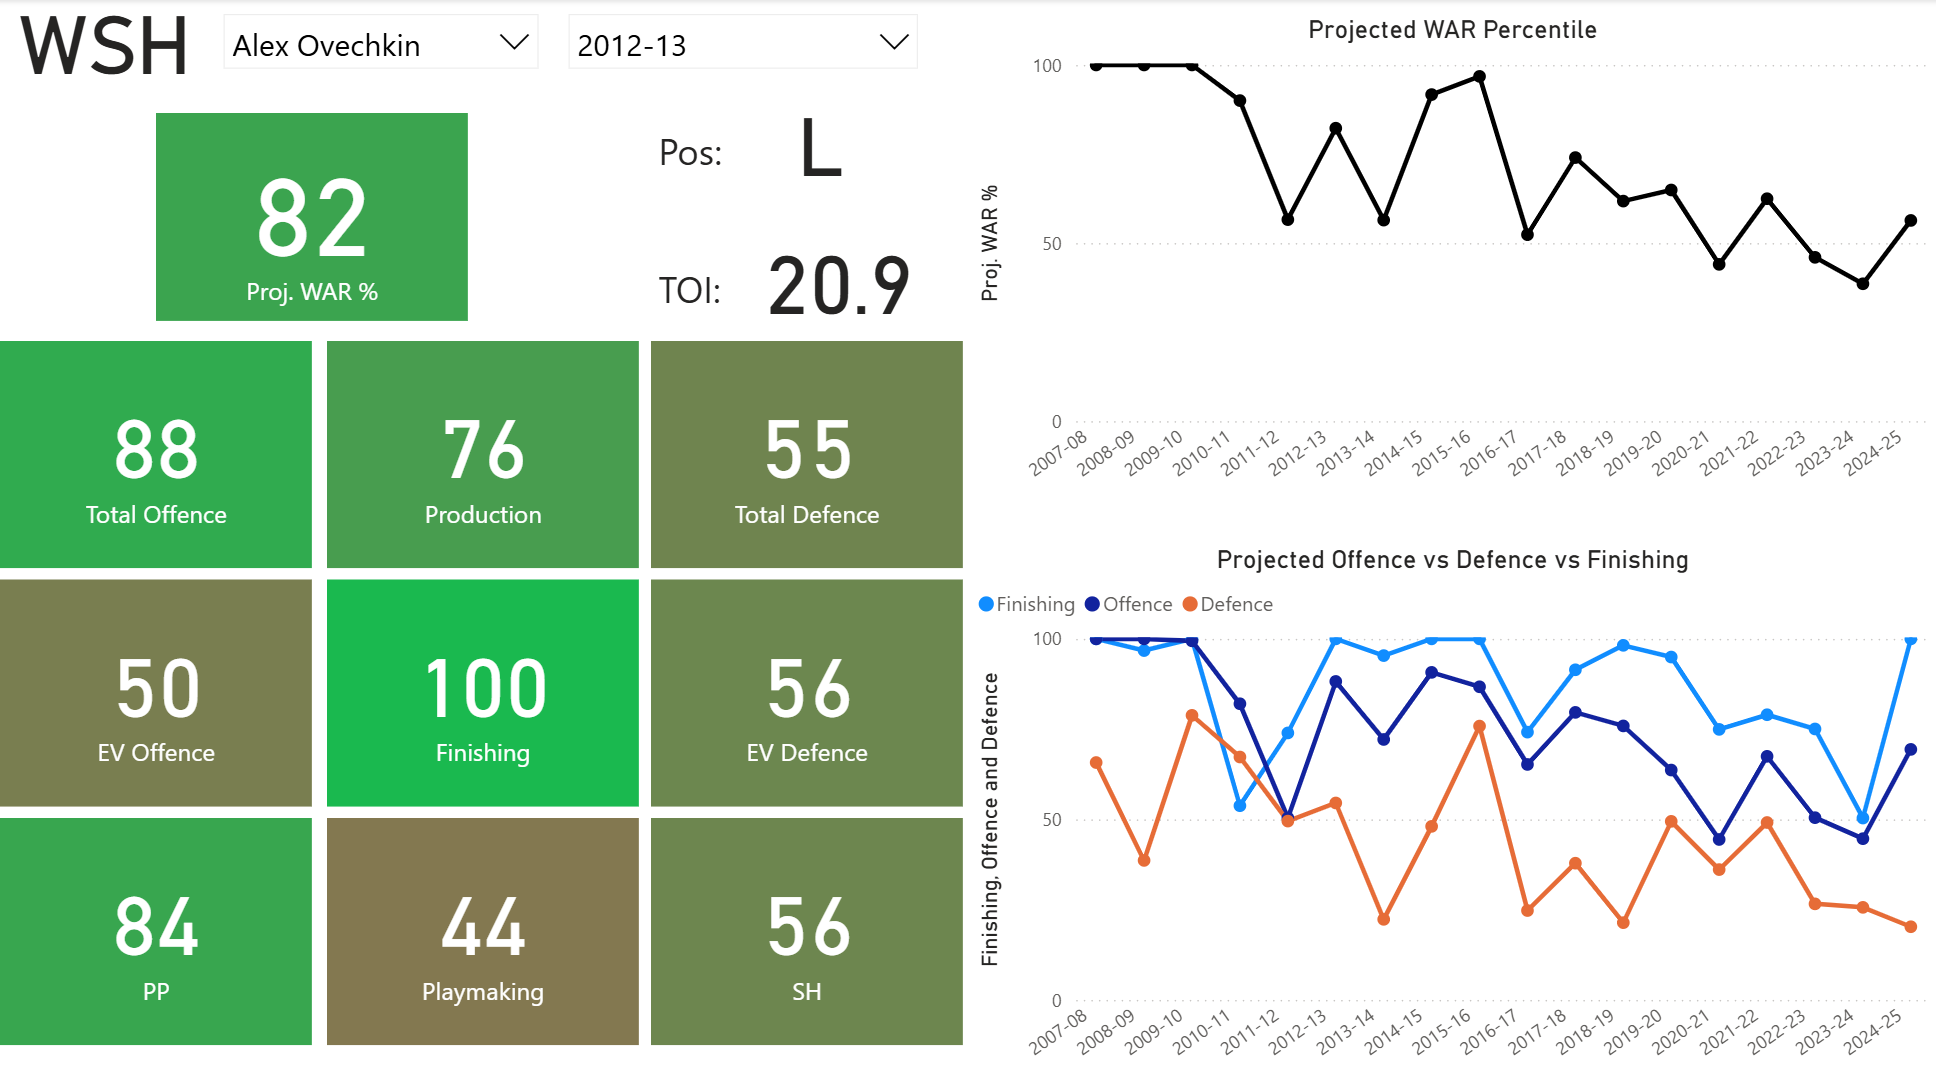 WSH
Alex Ovechkin
2012-13
82
Proj. WAR %
Pos:
L
TOI:
20.9
88
Total Offence
76
Production
55
Total Defence
50
EV Offence
100
Finishing
56
EV Defence
84
PP
44
Playmaking
56
SH
Projected WAR Percentile
Proj. WAR %
100
50
0
2007-08
2008-09
2009-10
2010-11
2011-12
2012-13
2013-14
2014-15
2015-16
2016-17
2017-18
2018-19
2019-20
2020-21
2021-22
2022-23
2023-24
2024-25
Projected Offence vs Defence vs Finishing
Finishing
Offence
Defence
Finishing, Offence and Defence
100
50
0
2007-08
2008-09
2009-10
2010-11
2011-12
2012-13
2013-14
2014-15
2015-16
2016-17
2017-18
2018-19
2019-20
2020-21
2021-22
2022-23
2023-24
2024-25